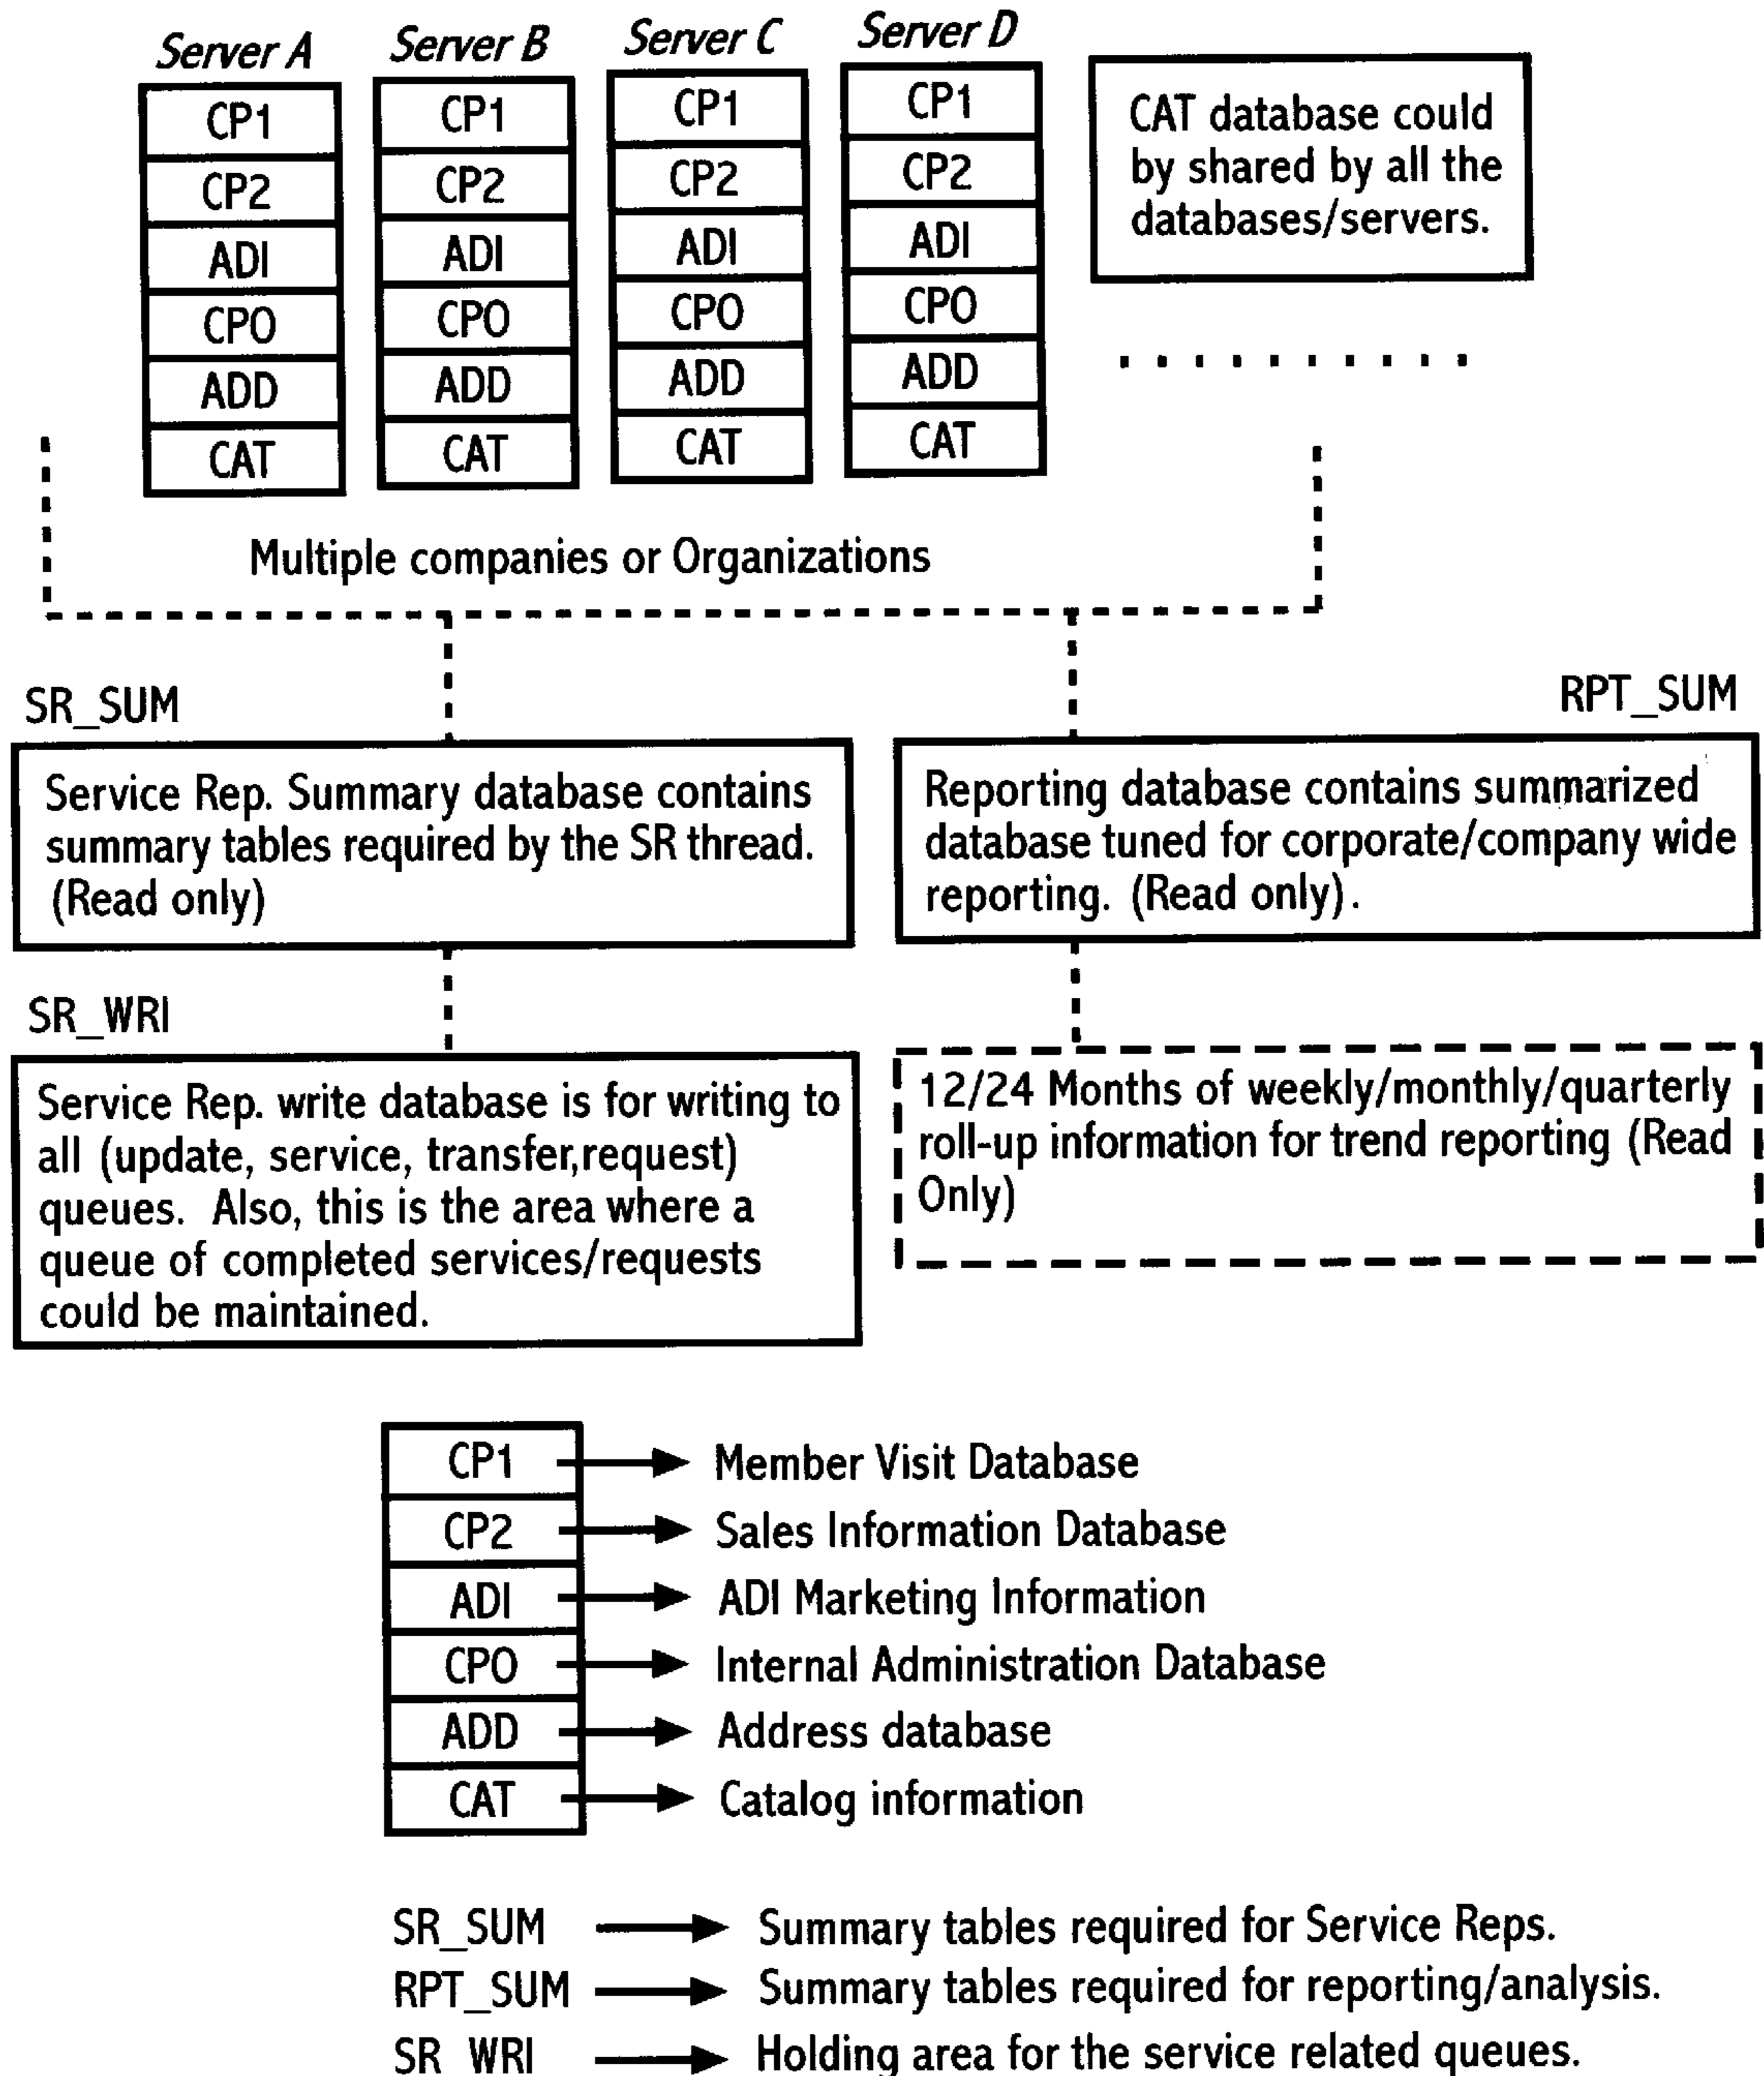 Server A
Server B
Server C
Server D
CP1
CP2
ADI
CPO
ADD
CAT
CP1
CP2
ADI
CPO
ADD
CAT
CP1
CP2
ADI
CPO
ADD
CAT
CP1
CP2
ADI
CPO
ADD
CAT
CAT database could
by shared by all the
databases/servers.
Multiple companies or Organizations
SR_SUM
Service Rep. Summary database contains
summary tables required by the SR thread.
(Read only)
RPT_SUM
Reporting database contains summarized
database tuned for corporate/company wide
reporting. (Read only).
SR_WRI
Service Rep. write database is for writing to
all (update, service, transfer,request)
queues. Also, this is the area where a
queue of completed services/requests
could be maintained.
12/24 Months of weekly/monthly/quarterly
roll-up information for trend reporting (Read
Only)
CP1 Member Visit Database
CP2 Sales Information Database
ADI ADI Marketing Information
CPO Internal Administration Database
ADD Address database
CAT Catalog information
SR_SUM Summary tables required for Service Reps.
RPT_SUM Summary tables required for reporting/analysis.
SR WRI Holding area for the service related queues.